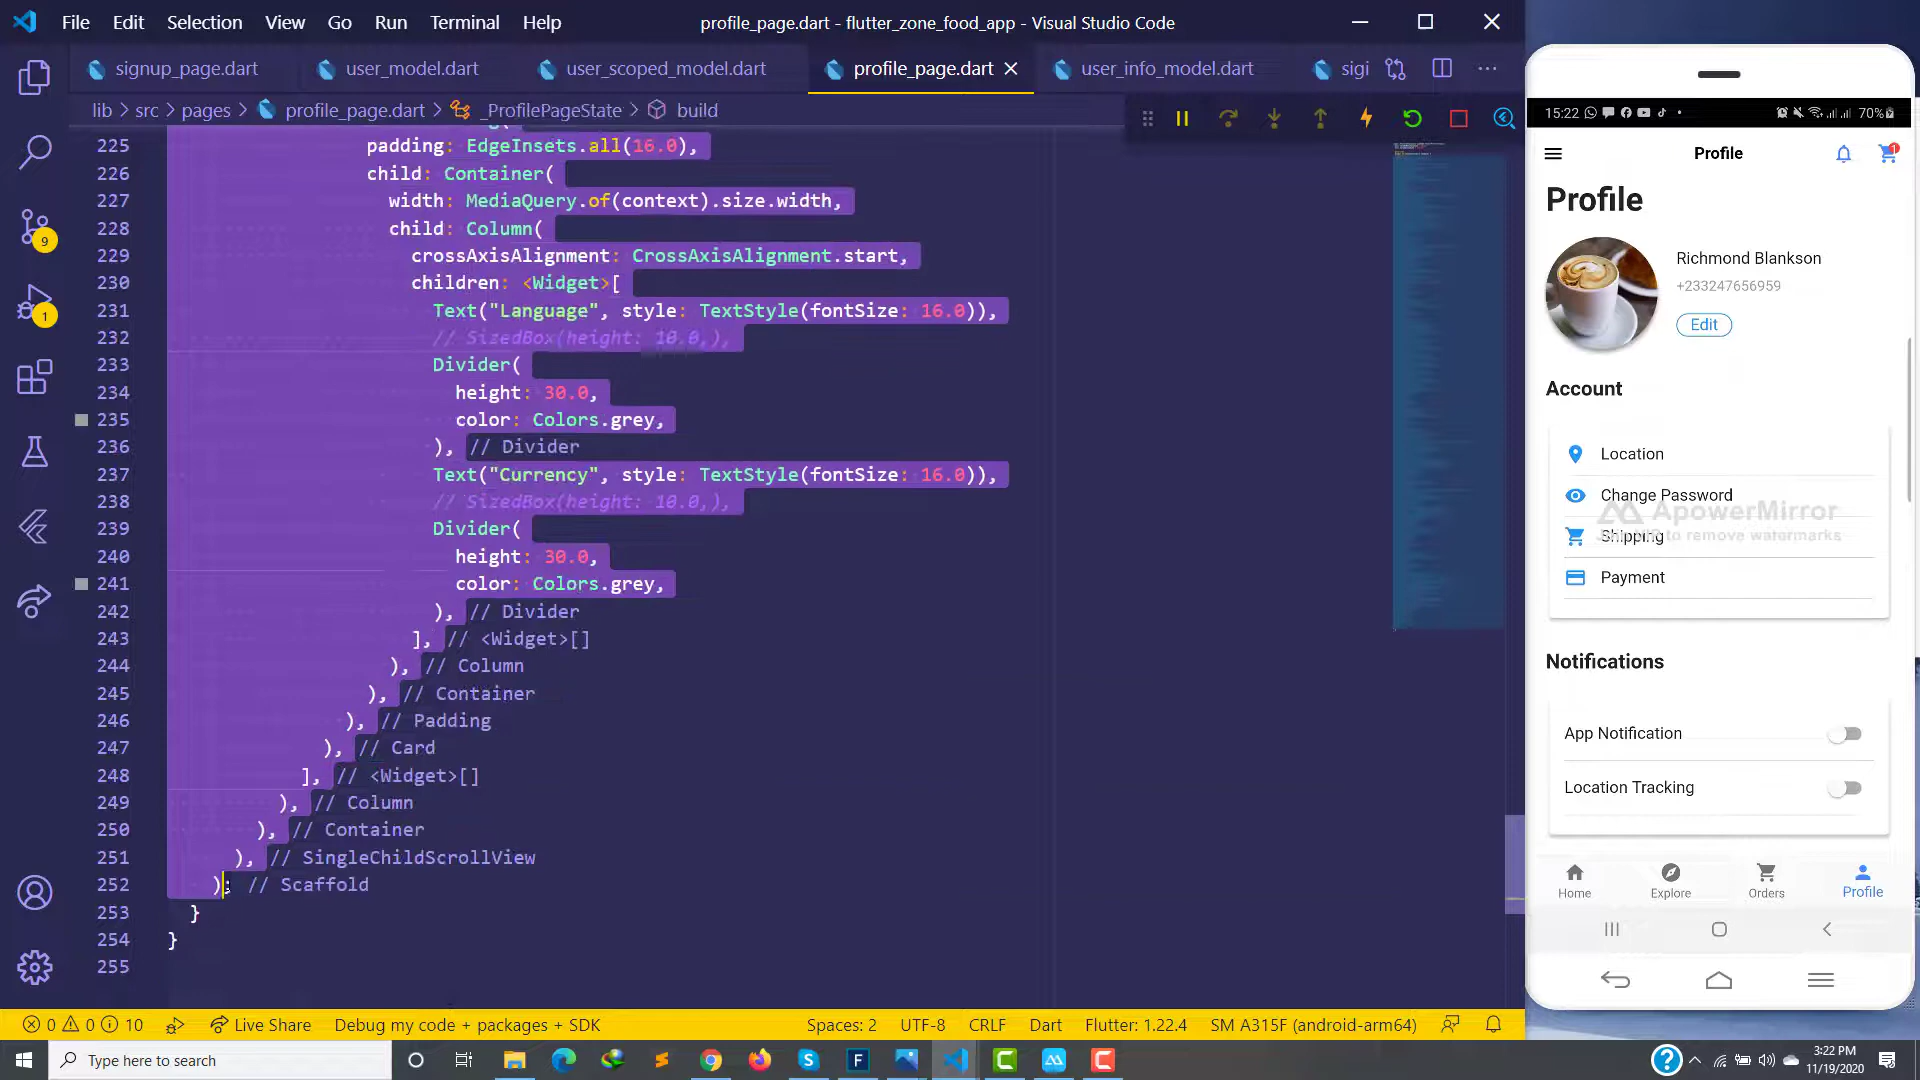 File Edit Selection View Go Run Terminal Help
profile_page.dart - flutter_zone_food_app - Visual Studio Code
signup_page.dart user_model.dart user_scoped_model.dart profile_page.dart user_info_model.dart sigi
lib > src > pages > profile_page.dart > _ProfilePageState > build
225 padding: EdgeInsets.all(16.0),
226 child: Container(
227 width: MediaQuery.of(context).size.width,
228 child: Column(
229 crossAxisAlignment: CrossAxisAlignment.start,
230 children: <Widget>[
231 Text("Language", style: TextStyle(fontSize: 16.0)),
232 // SizedBox(height: 10.0,),
233 Divider(
234 height: 30.0,
235 color: Colors.grey,
236 ), // Divider
237 Text("Currency", style: TextStyle(fontSize: 16.0)),
238 // SizedBox(height: 10.0,),
239 Divider(
240 height: 30.0,
241 color: Colors.grey,
242 ), // Divider
243 ], // <Widget>[]
244 ), // Column
245 ), // Container
246 ), // Padding
247 ), // Card
248 ], // <Widget>[]
249 ), // Column
250 ), // Container
251 ), // SingleChildScrollView
252 ); // Scaffold
253 }
254 }
255
9
1
0 0 10 Live Share Debug my code + packages + SDK Spaces: 2 UTF-8 CRLF Dart Flutter: 1.22.4 SM A315F (android-arm64)
Type here to search
3:22 PM
11/19/2020
15:22 70%
Profile 1
Profile
Richmond Blankson
+233247656959
Edit
Account
Location
Change Password
ApowerMirror
Shipping
to remove watermarks
Payment
Notifications
App Notification
Location Tracking
Home Explore Orders Profile